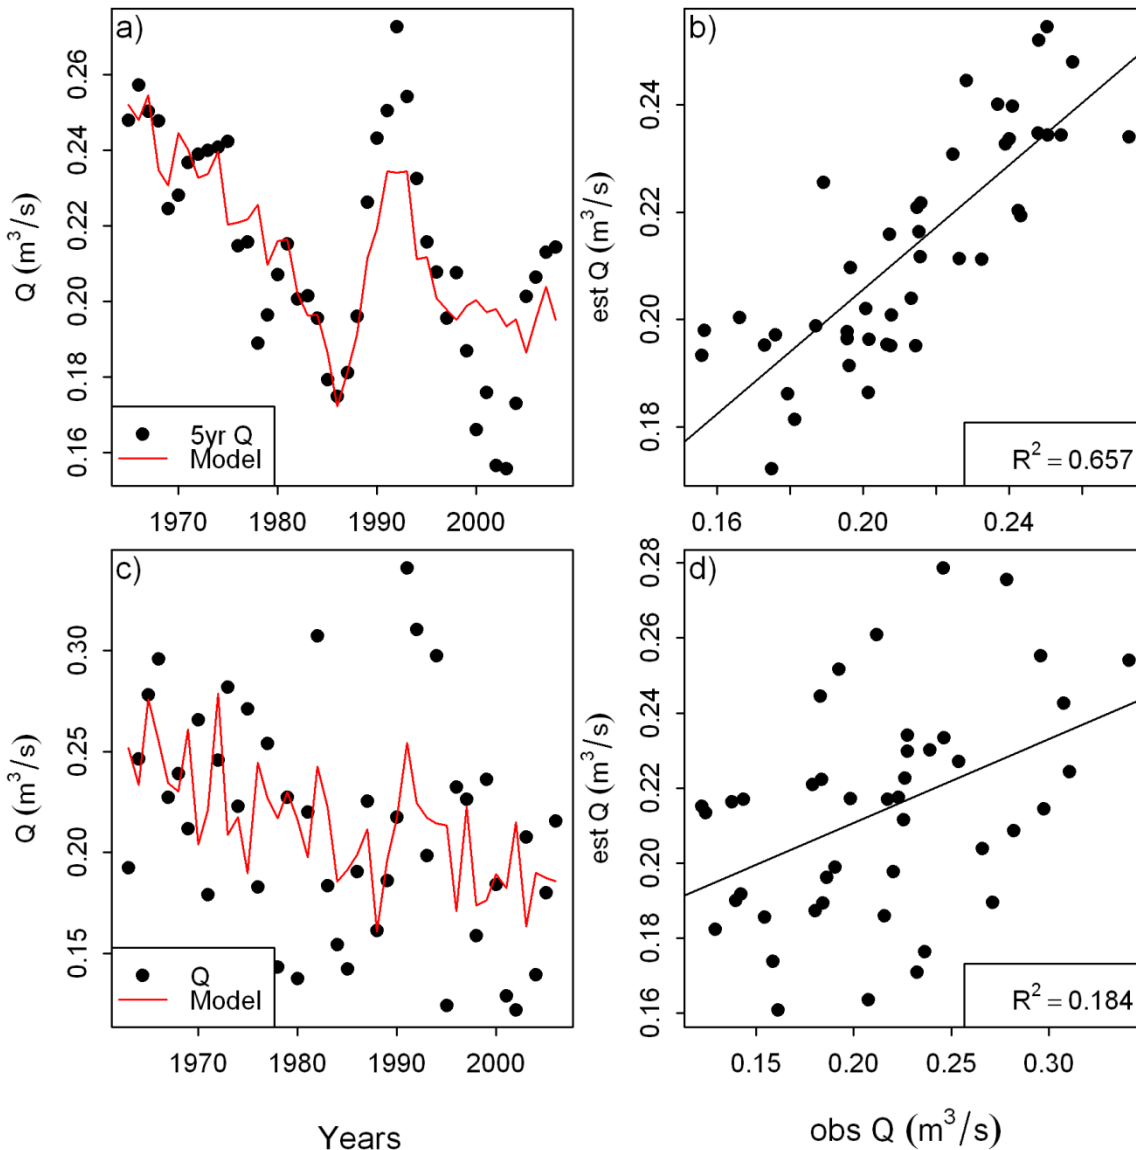 a)
Q (m³/s)
0.16 0.18 0.20 0.22 0.24 0.26
5yr Q
Model
1970 1980 1990 2000
b)
est Q (m³/s)
0.18 0.20 0.22 0.24
R² = 0.657
0.16 0.20 0.24
c)
Q (m³/s)
0.15 0.20 0.25 0.30
Q
Model
1970 1980 1990 2000
Years
d)
est Q (m³/s)
0.16 0.18 0.20 0.22 0.24 0.26 0.28
R² = 0.184
0.15 0.20 0.25 0.30
obs Q (m³/s)